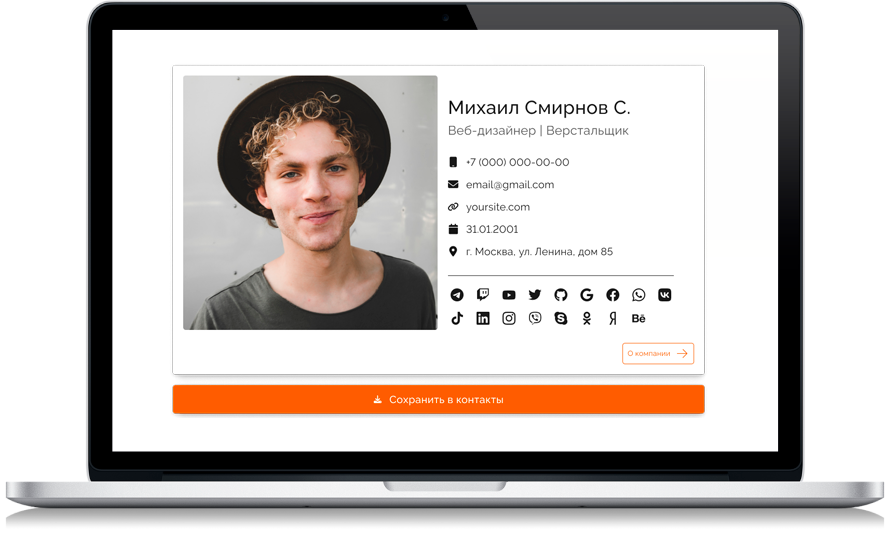 Михаил Смирнов С.
Веб-дизайнер | Верстальщик
+7 (000) 000-00-00
email@gmail.com
yoursite.com
31.01.2001
г. Москва, ул. Ленина, дом 85
Bē
О компании
Сохранить в контакты